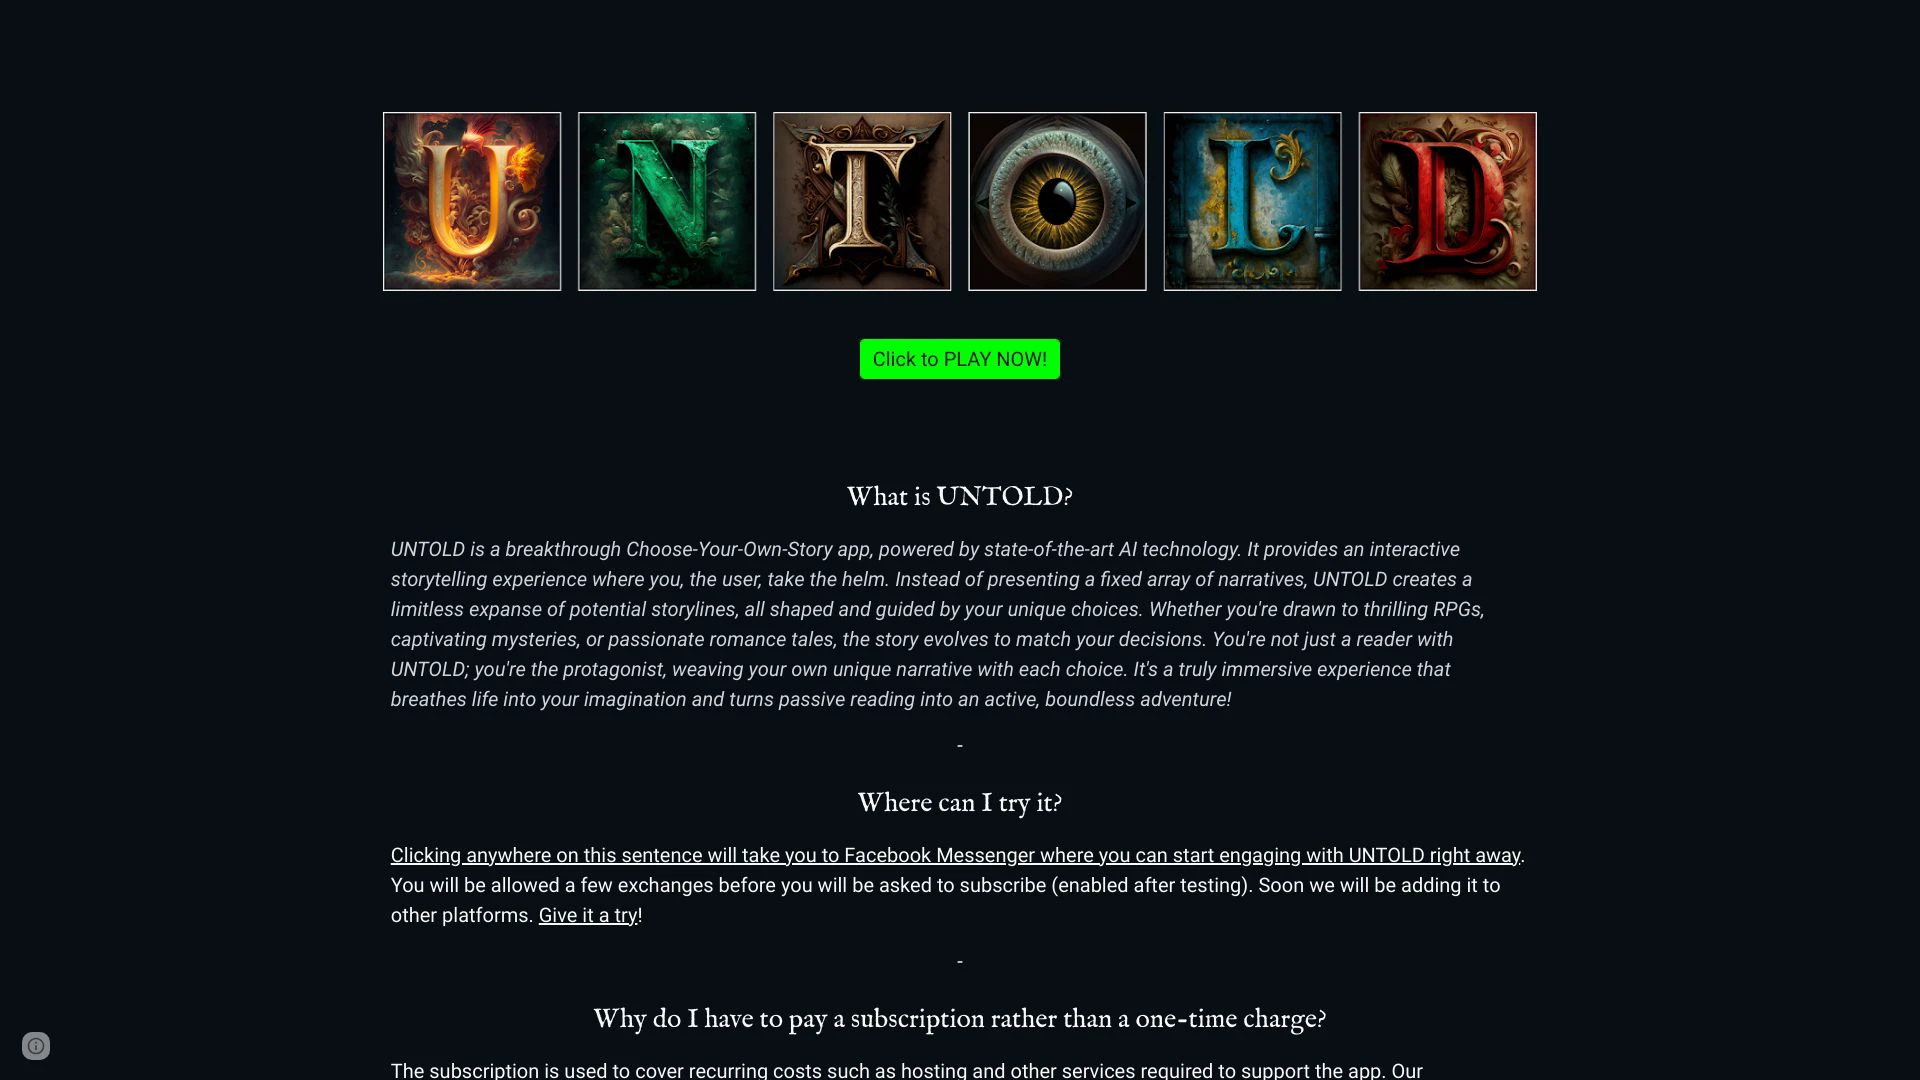 UNTOLD
Click to PLAY NOW!
What is UNTOLD?
UNTOLD is a breakthrough Choose-Your-Own-Story app, powered by state-of-the-art AI technology. It provides an interactive
storytelling experience where you, the user, take the helm. Instead of presenting a fixed array of narratives, UNTOLD creates a
limitless expanse of potential storylines, all shaped and guided by your unique choices. Whether you're drawn to thrilling RPGs,
captivating mysteries, or passionate romance tales, the story evolves to match your decisions. You're not just a reader with
UNTOLD; you're the protagonist, weaving your own unique narrative with each choice. It's a truly immersive experience that
breathes life into your imagination and turns passive reading into an active, boundless adventure!
-
Where can I try it?
Clicking anywhere on this sentence will take you to Facebook Messenger where you can start engaging with UNTOLD right away.
You will be allowed a few exchanges before you will be asked to subscribe (enabled after testing). Soon we will be adding it to
other platforms. Give it a try!
-
Why do I have to pay a subscription rather than a one-time charge?
The subscription is used to cover recurring costs such as hosting and other services required to support the app. Our